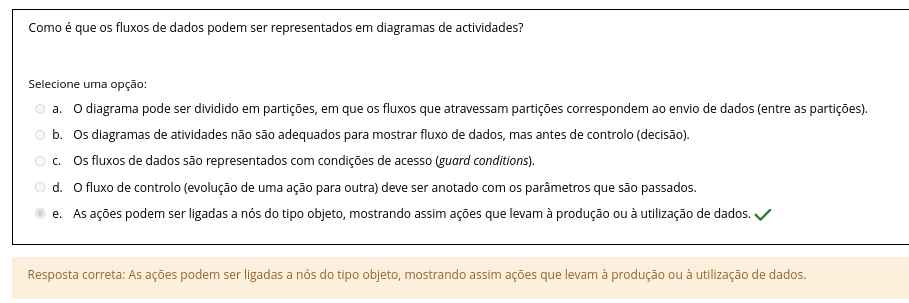 Como é que os fluxos de dados podem ser representados em diagramas de actividades?
Selecione uma opção:
a. O diagrama pode ser dividido em partições, em que os fluxos que atravessam partições correspondem ao envio de dados (entre as partições).
b. Os diagramas de atividades não são adequados para mostrar fluxo de dados, mas antes de controlo (decisão).
c. Os fluxos de dados são representados com condições de acesso (guard conditions).
d. O fluxo de controlo (evolução de uma ação para outra) deve ser anotado com os parâmetros que são passados.
e. As ações podem ser ligadas a nós do tipo objeto, mostrando assim ações que levam à produção ou à utilização de dados.
Resposta correta: As ações podem ser ligadas a nós do tipo objeto, mostrando assim ações que levam à produção ou à utilização de dados.